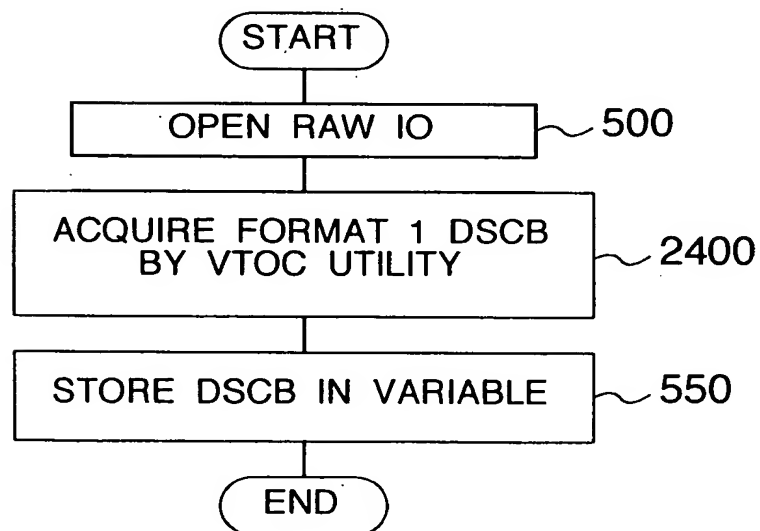 START
OPEN RAW IO
500
ACQUIRE FORMAT 1 DSCB
BY VTOC UTILITY
2400
STORE DSCB IN VARIABLE
550
END